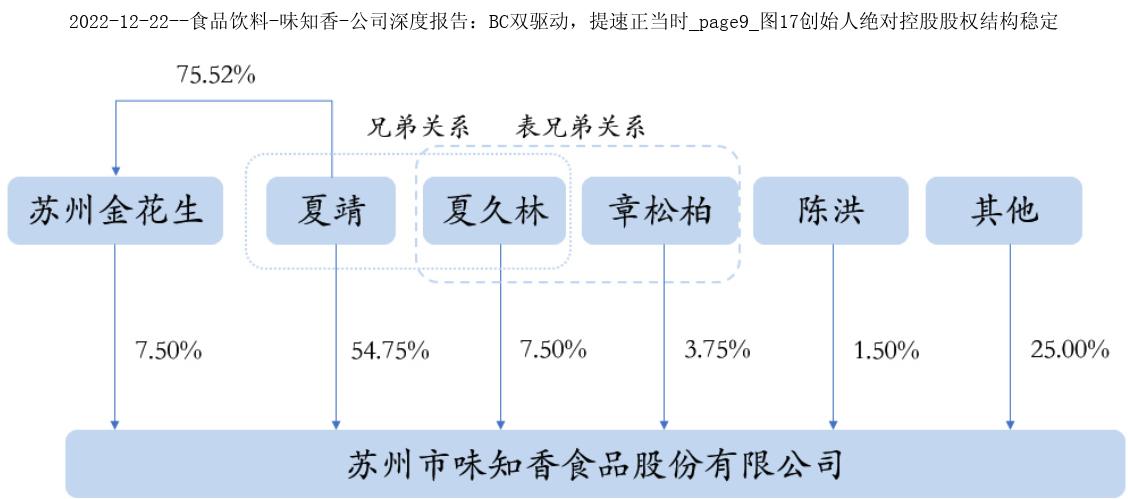 2022-12-22--食品饮料-味知香-公司深度报告：BC双驱动，提速正当时_page9_图17创始人绝对控股股权结构稳定
75.52%
兄弟关系 表兄弟关系
苏州金花生 夏靖 夏久林 章松柏 陈洪 其他
7.50% 54.75% 7.50% 3.75% 1.50% 25.00%
苏州市味知香食品股份有限公司